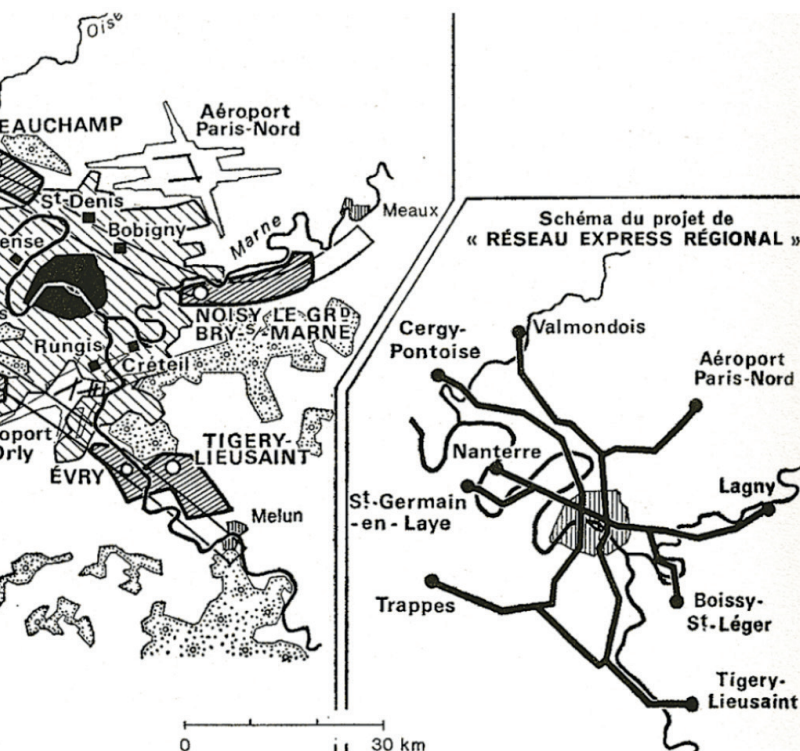 Oise
EAUCHAMP
Aéroport
Paris-Nord
St-Denis
Bobigny
ense
Marne
Meaux
NOISY LE GRD
BRY-S/-MARNE
Rungis
Créteil
oport
Orly
TIGERY-
LIEUSAINT
ÉVRY
Melun
0 30 km
Schéma du projet de
« RÉSEAU EXPRESS RÉGIONAL »
Valmondois
Cergy-
Pontoise
Aéroport
Paris-Nord
Nanterre
St-Germain
-en-Laye
Lagny
Trappes
Boissy-
St-Léger
Tigery-
Lieusaint